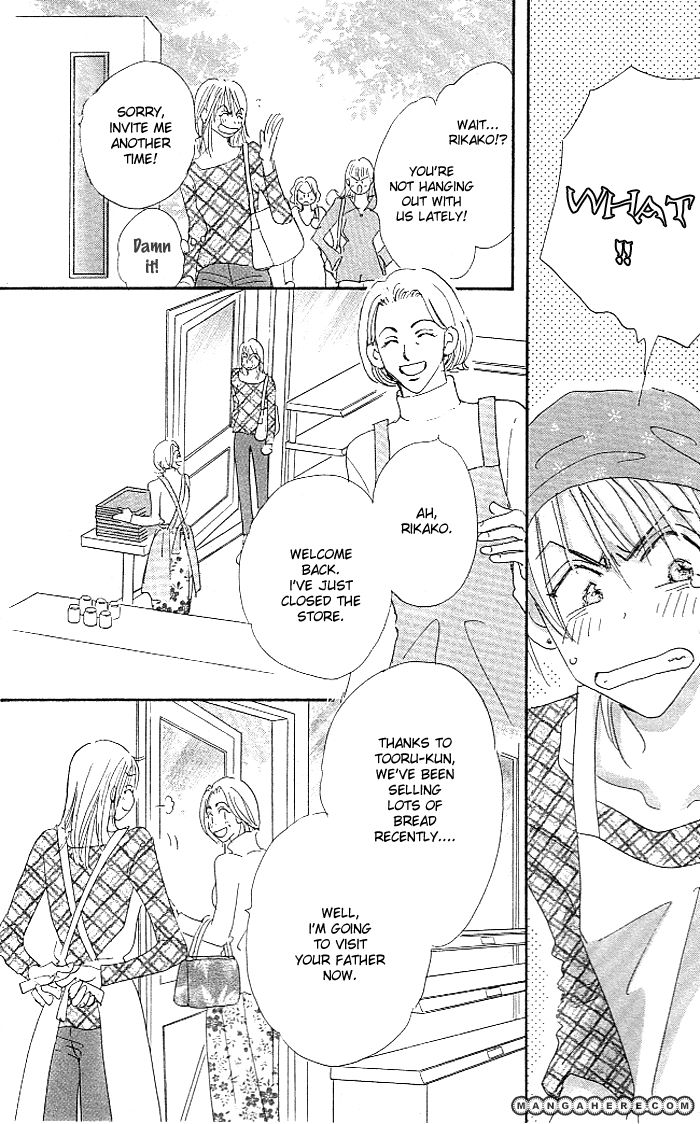 WAIT...
RIKAKO!?
YOU'RE
NOT HANGING
OUT WITH
US LATELY!
SORRY,
INVITE ME
ANOTHER
TIME!
Damn
it!
AH,
RIKAKO.
WELCOME
BACK.
I'VE JUST
CLOSED THE
STORE.
THANKS TO
TOORU-KUN,
WE'VE BEEN
SELLING
LOTS OF
BREAD
RECENTLY....
WELL,
I'M GOING
TO VISIT
YOUR FATHER
NOW.
WHAT
!!
MANGAHERE.COM